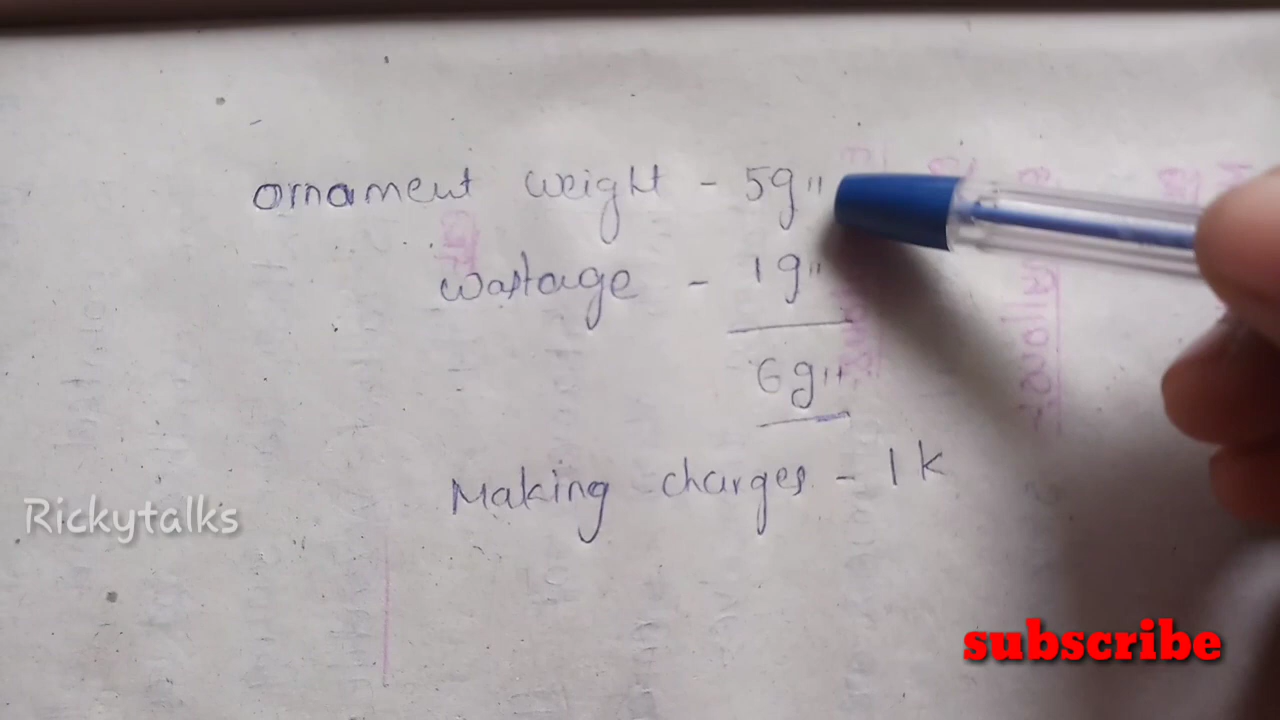 ornament weight - 5g"
wastage - 1g"
6g"
Making charges - 1k
Rickytalks
subscribe